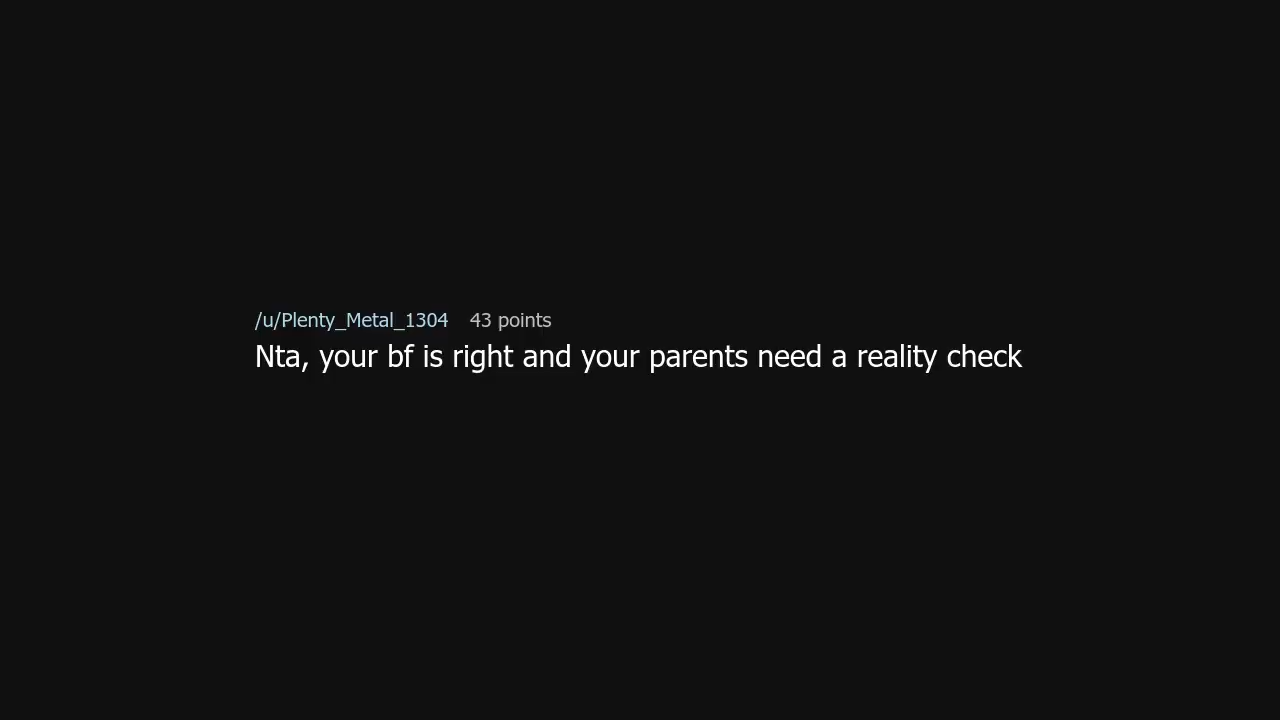 /u/Plenty_Metal_1304 43 points
Nta, your bf is right and your parents need a reality check